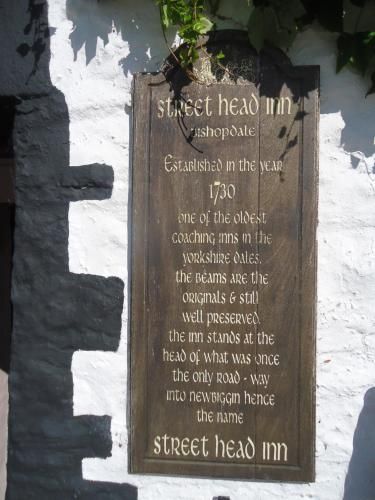 Street Head Inn
Bishopdale
Established in the year
1730
one of the oldest
coaching inns in the
yorkshire dales.
the beams are the
originals & still
well preserved.
the inn stands at the
head of what was once
the only road - way
into newbiggin hence
the name
Street Head Inn